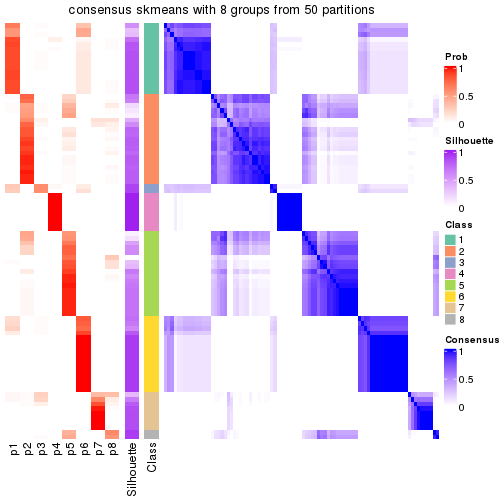 consensus skmeans with 8 groups from 50 partitions
Prob
1
0.5
0
Silhouette
1
0.5
0
Class
1
2
3
4
5
6
7
8
Consensus
1
0.5
0
p1
p2
p3
p4
p5
p6
p7
p8
Silhouette
Class